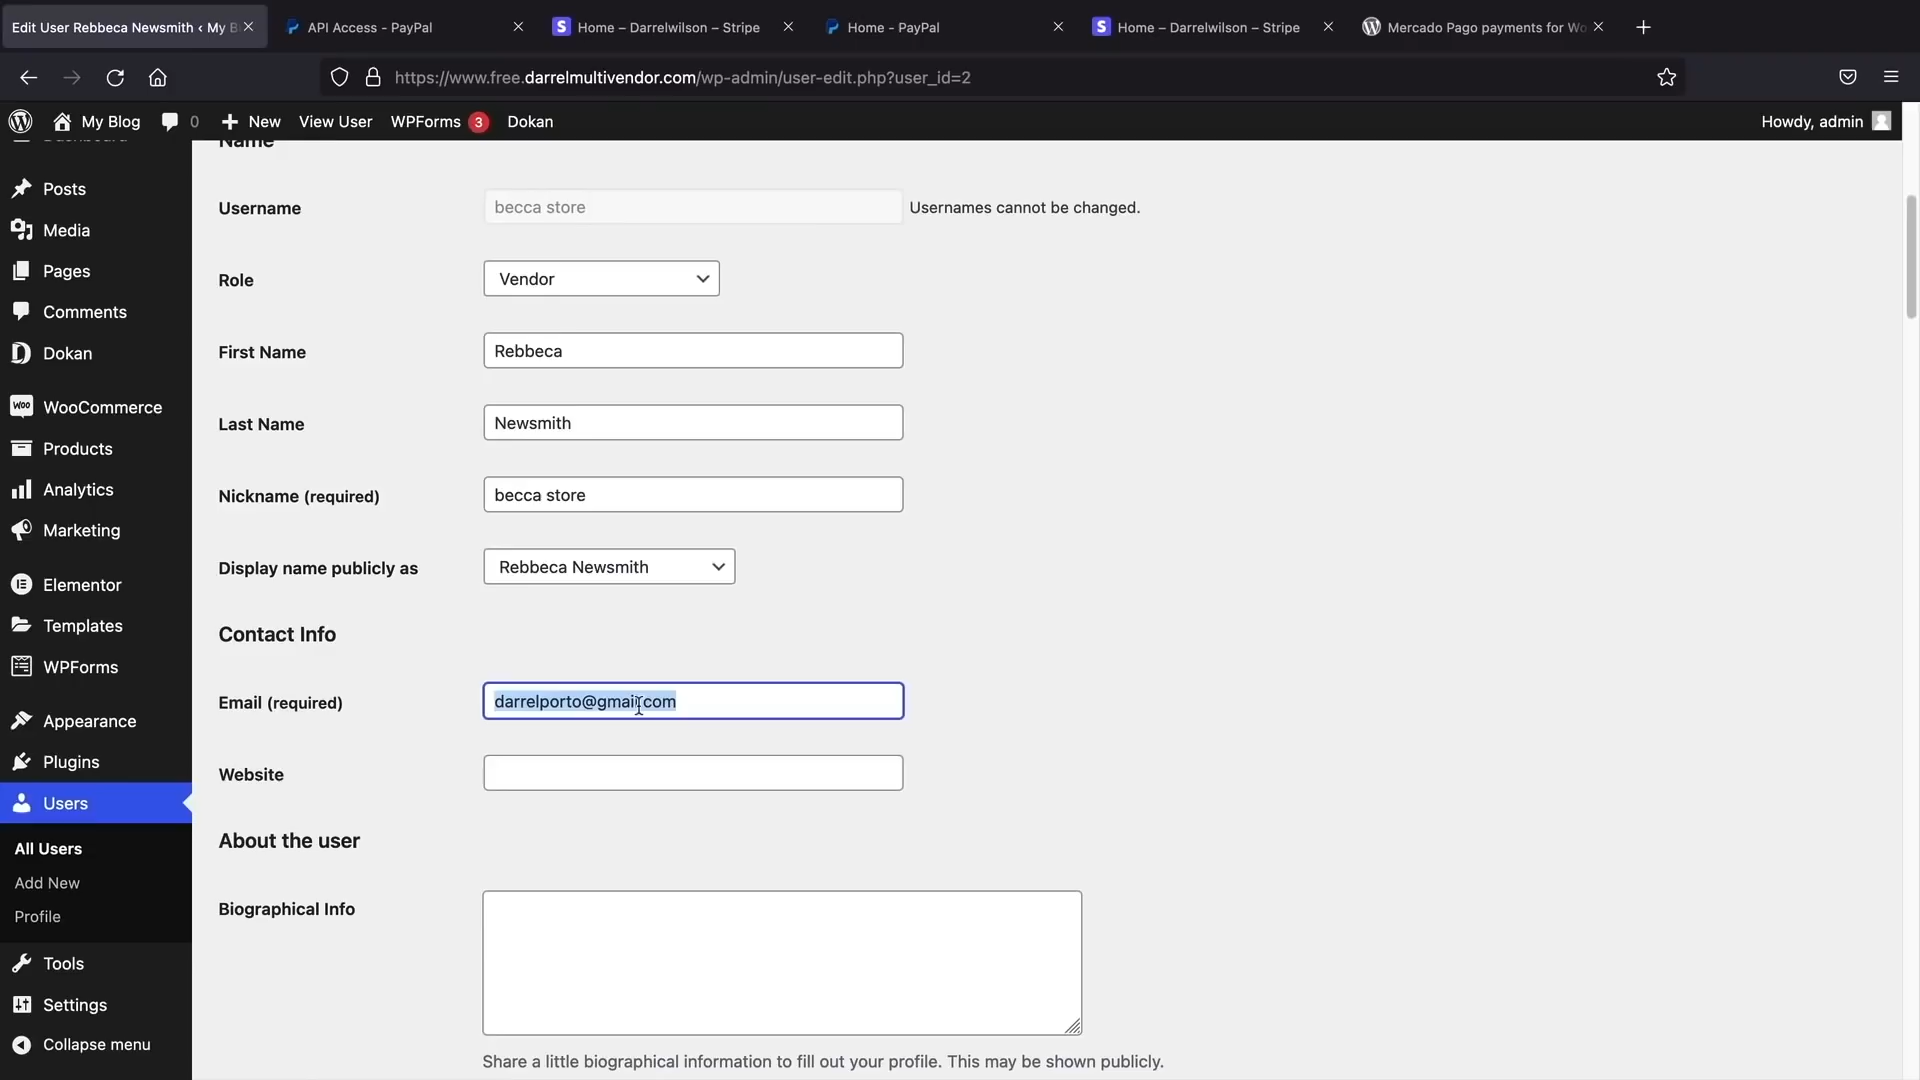 Edit User Rebbeca Newsmith ‹ My B
API Access - PayPal
Home – Darrelwilson – Stripe
Home - PayPal
Home – Darrelwilson – Stripe
Mercado Pago payments for Wo
https://www.free.darrelmultivendor.com/wp-admin/user-edit.php?user_id=2
My Blog
0
New
View User
WPForms
3
Dokan
Howdy, admin
Dashboard
Posts
Media
Pages
Comments
Dokan
WooCommerce
Products
Analytics
Marketing
Elementor
Templates
WPForms
Appearance
Plugins
Users
All Users
Add New
Profile
Tools
Settings
Collapse menu
Name
Username
becca store
Usernames cannot be changed.
Role
Vendor
First Name
Rebbeca
Last Name
Newsmith
Nickname (required)
becca store
Display name publicly as
Rebbeca Newsmith
Contact Info
Email (required)
darrelporto@gmail.com
Website
About the user
Biographical Info
Share a little biographical information to fill out your profile. This may be shown publicly.